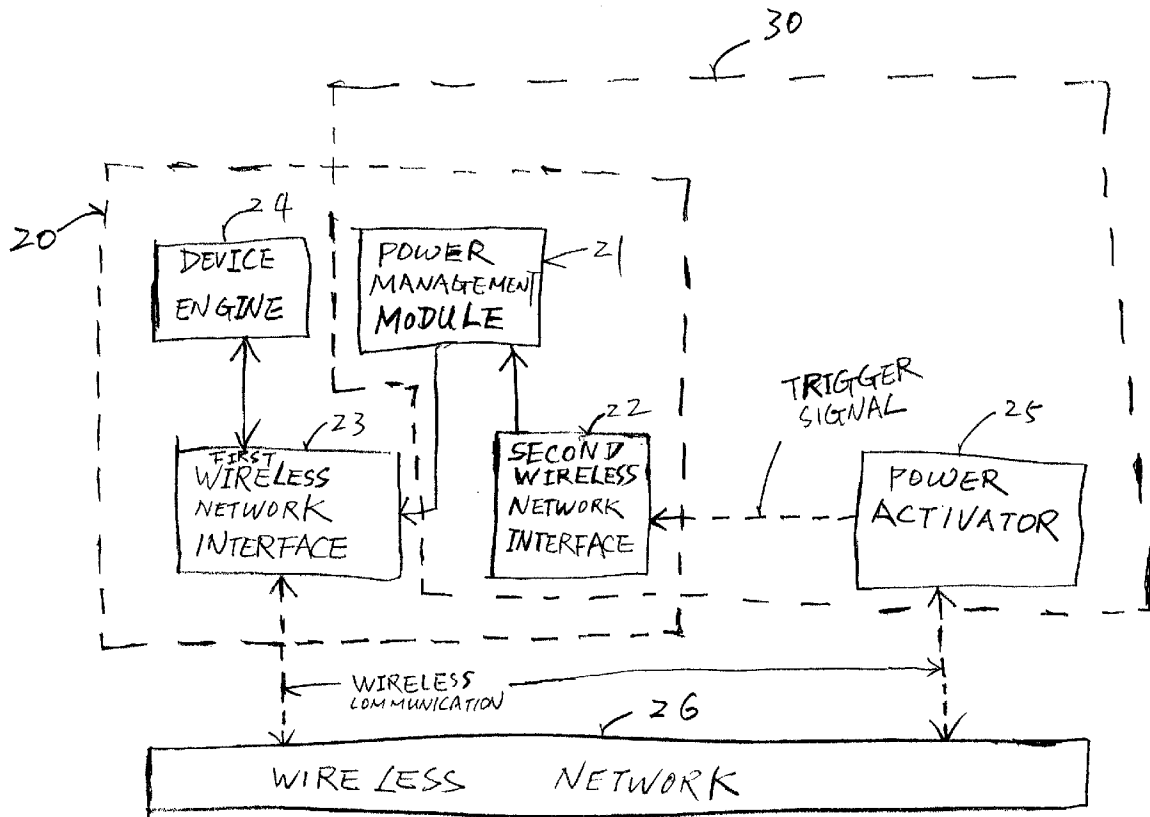 30
20
24
DEVICE
ENGINE
POWER
MANAGEMENT
MODULE
21
TRIGGER
SIGNAL
23
FIRST
WIRELESS
NETWORK
INTERFACE
22
SECOND
WIRELESS
NETWORK
INTERFACE
25
POWER
ACTIVATOR
WIRELESS
COMMUNICATION
26
WIRELESS NETWORK